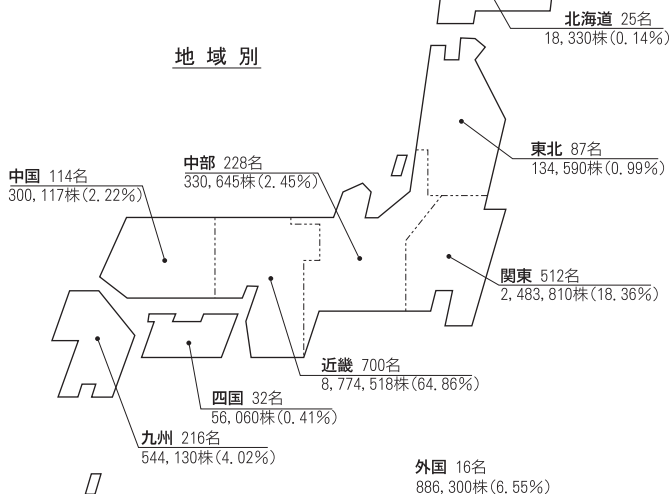 北海道 25名
18,330株(0.14%)
地域別
東北 87名
134,590株(0.99%)
中部 228名
330,645株(2.45%)
中国 114名
300,117株(2.22%)
関東 512名
2,483,810株(18.36%)
近畿 700名
8,774,518株(64.86%)
四国 32名
56,060株(0.41%)
九州 216名
544,130株(4.02%)
外国 16名
886,300株(6.55%)